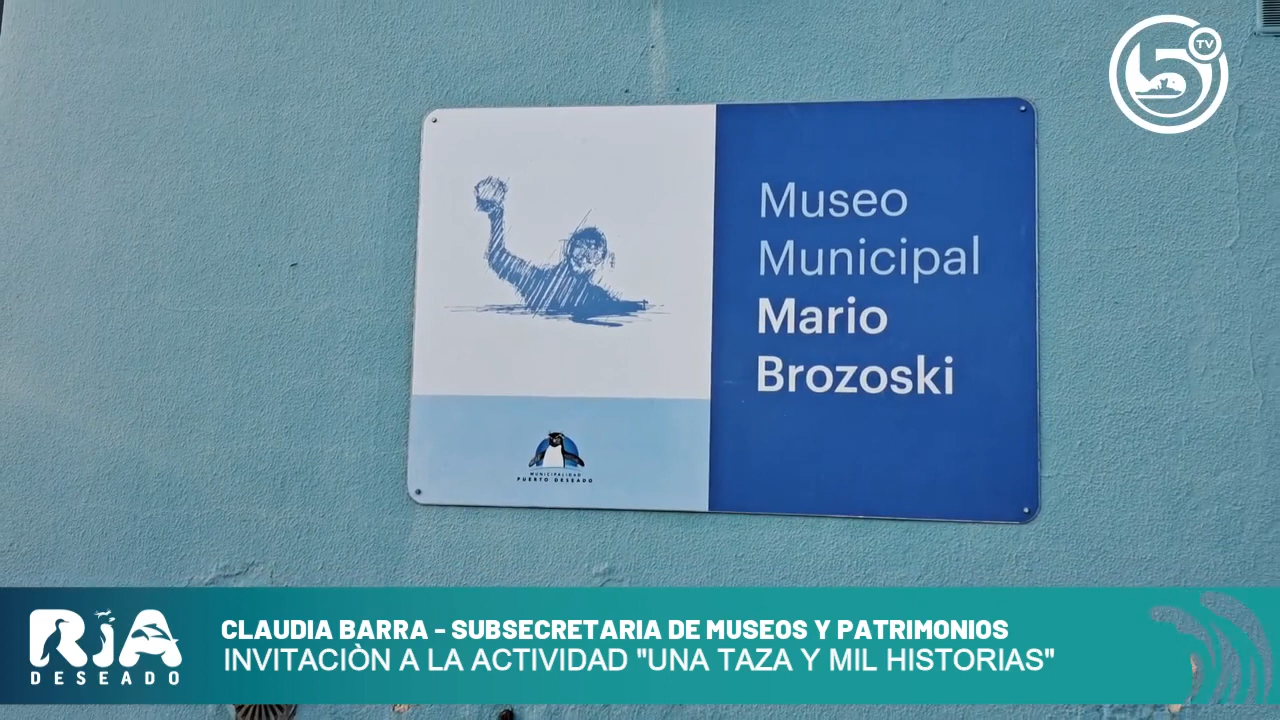 5 TV
Museo
Municipal
Mario
Brozoski
MUNICIPALIDAD
PUERTO DESEADO
RIA
DESEADO
CLAUDIA BARRA - SUBSECRETARIA DE MUSEOS Y PATRIMONIOS
INVITACIÒN A LA ACTIVIDAD "UNA TAZA Y MIL HISTORIAS"